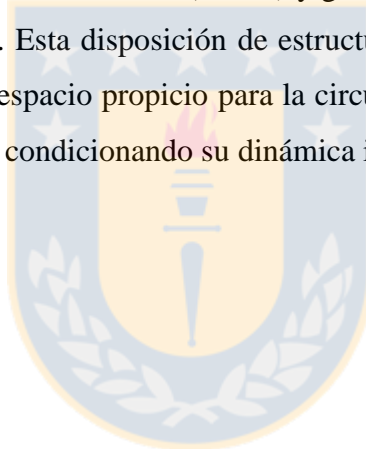 . Esta disposición de estructu
espacio propicio para la circu
condicionando su dinámica i